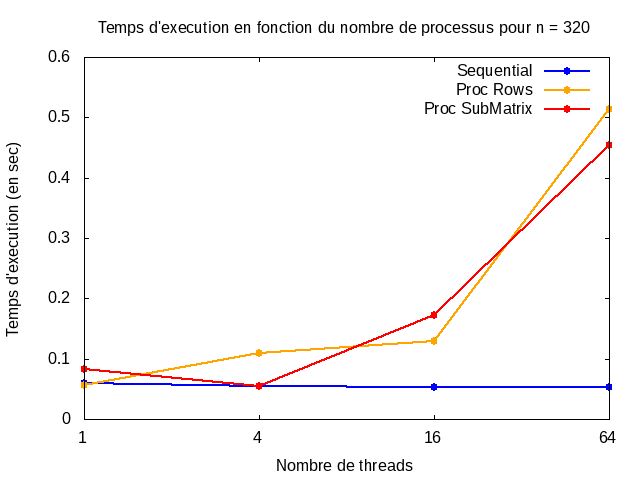 Temps d'execution en fonction du nombre de processus pour n = 320
Sequential
Proc Rows
Proc SubMatrix
Temps d'execution (en sec)
0.6
0.5
0.4
0.3
0.2
0.1
0
1 4 16 64
Nombre de threads